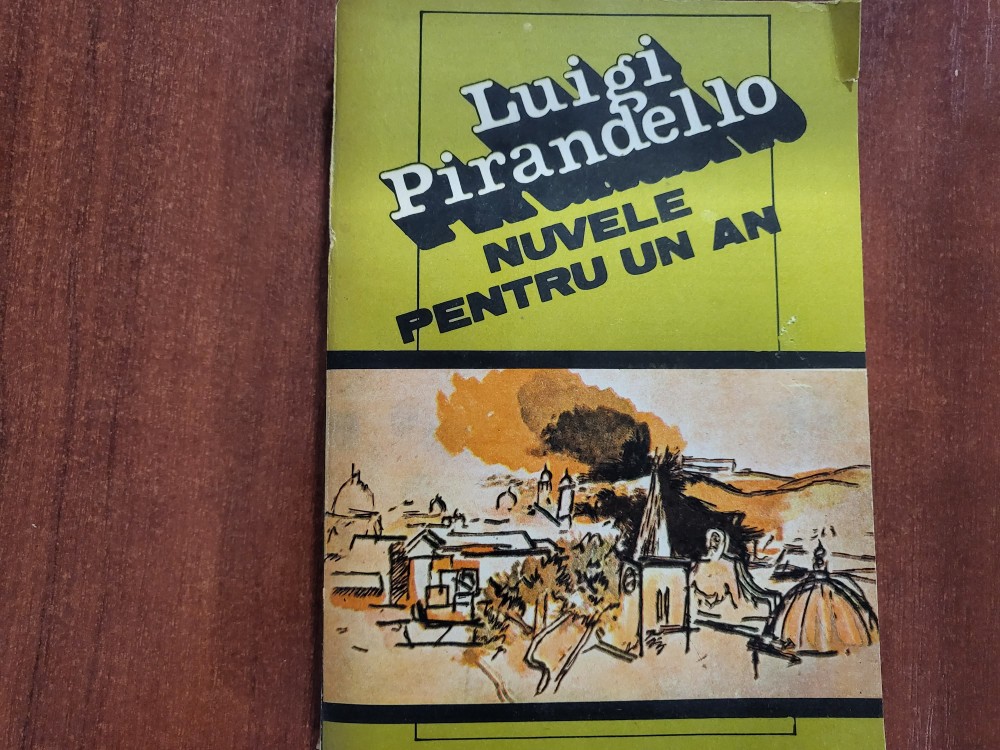 Luigi
Pirandello
NUVELE
PENTRU UN AN